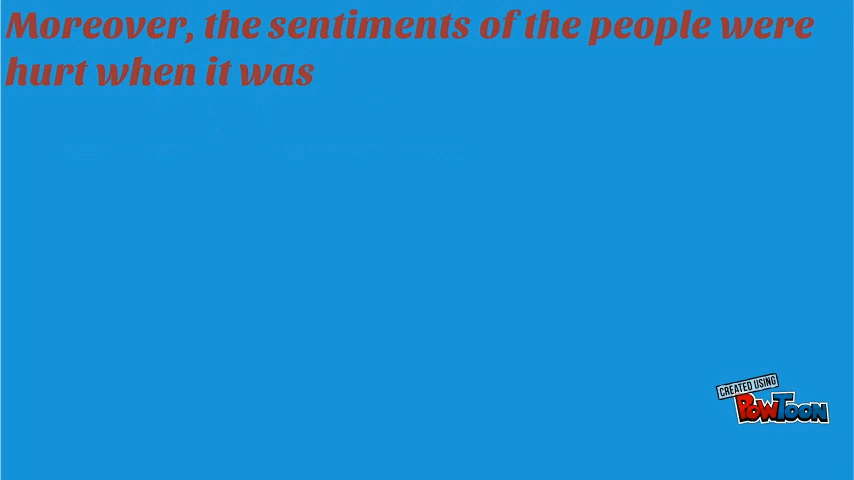 Moreover, the sentiments of the people were
hurt when it was
CREATED USING
POWTOON